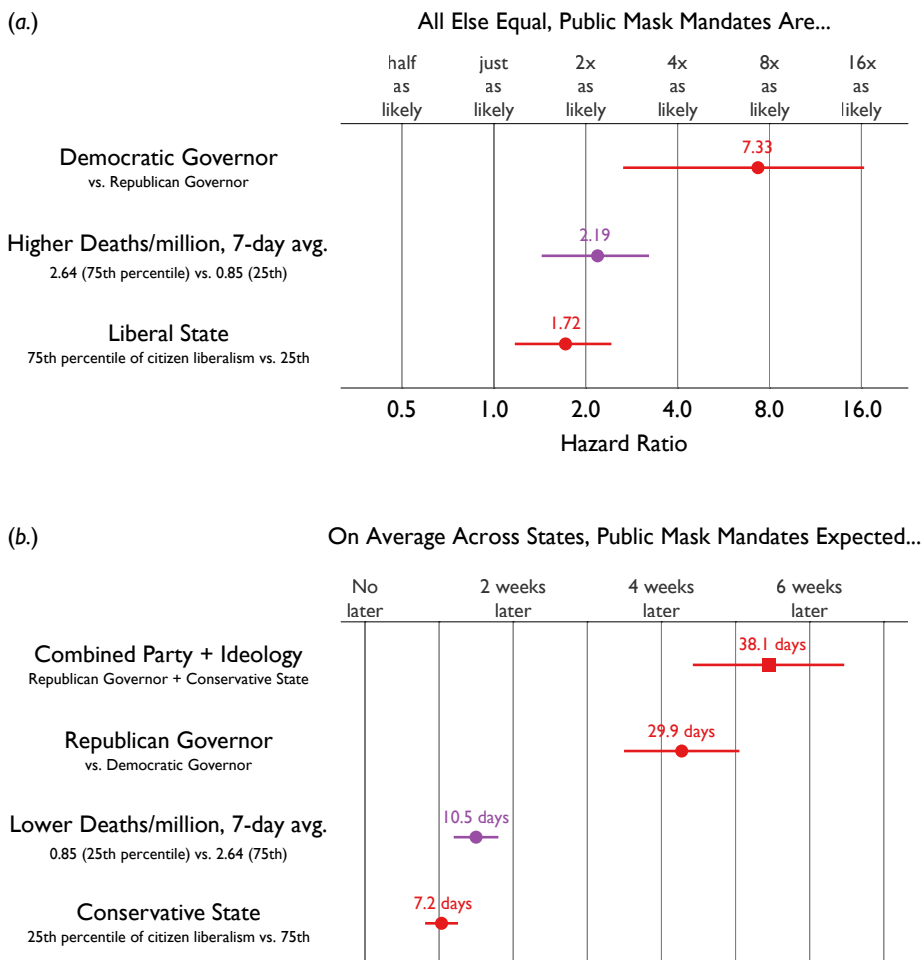 (a.)
All Else Equal, Public Mask Mandates Are...
half as likely
just as likely
2x as likely
4x as likely
8x as likely
16x as likely
Democratic Governor
vs. Republican Governor
7.33
Higher Deaths/million, 7-day avg.
2.64 (75th percentile) vs. 0.85 (25th)
2.19
Liberal State
75th percentile of citizen liberalism vs. 25th
1.72
0.5 1.0 2.0 4.0 8.0 16.0
Hazard Ratio
(b.)
On Average Across States, Public Mask Mandates Expected...
No later
2 weeks later
4 weeks later
6 weeks later
Combined Party + Ideology
Republican Governor + Conservative State
38.1 days
Republican Governor
vs. Democratic Governor
29.9 days
Lower Deaths/million, 7-day avg.
0.85 (25th percentile) vs. 2.64 (75th)
10.5 days
Conservative State
25th percentile of citizen liberalism vs. 75th
7.2 days